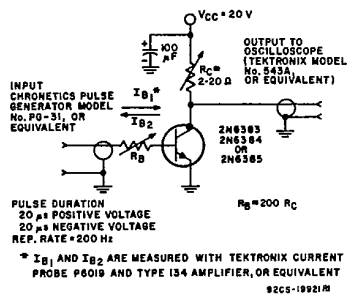 VCC = 20 V
100
μF
RC*
2-20Ω
OUTPUT TO
OSCILLOSCOPE
(TEKTRONIX MODEL
No. 543A,
OR EQUIVALENT)
INPUT
CHRONETICS PULSE
GENERATOR MODEL
No. PG-31, OR
EQUIVALENT
IB1*
IB2
RB
2N6383
2N6384
OR
2N6385
RB=200 RC
PULSE DURATION
20 μs POSITIVE VOLTAGE
20 μs NEGATIVE VOLTAGE
REP. RATE=200 Hz
* IB1 AND IB2 ARE MEASURED WITH TEKTRONIX CURRENT
PROBE P6019 AND TYPE 134 AMPLIFIER, OR EQUIVALENT
92CS-19921R1